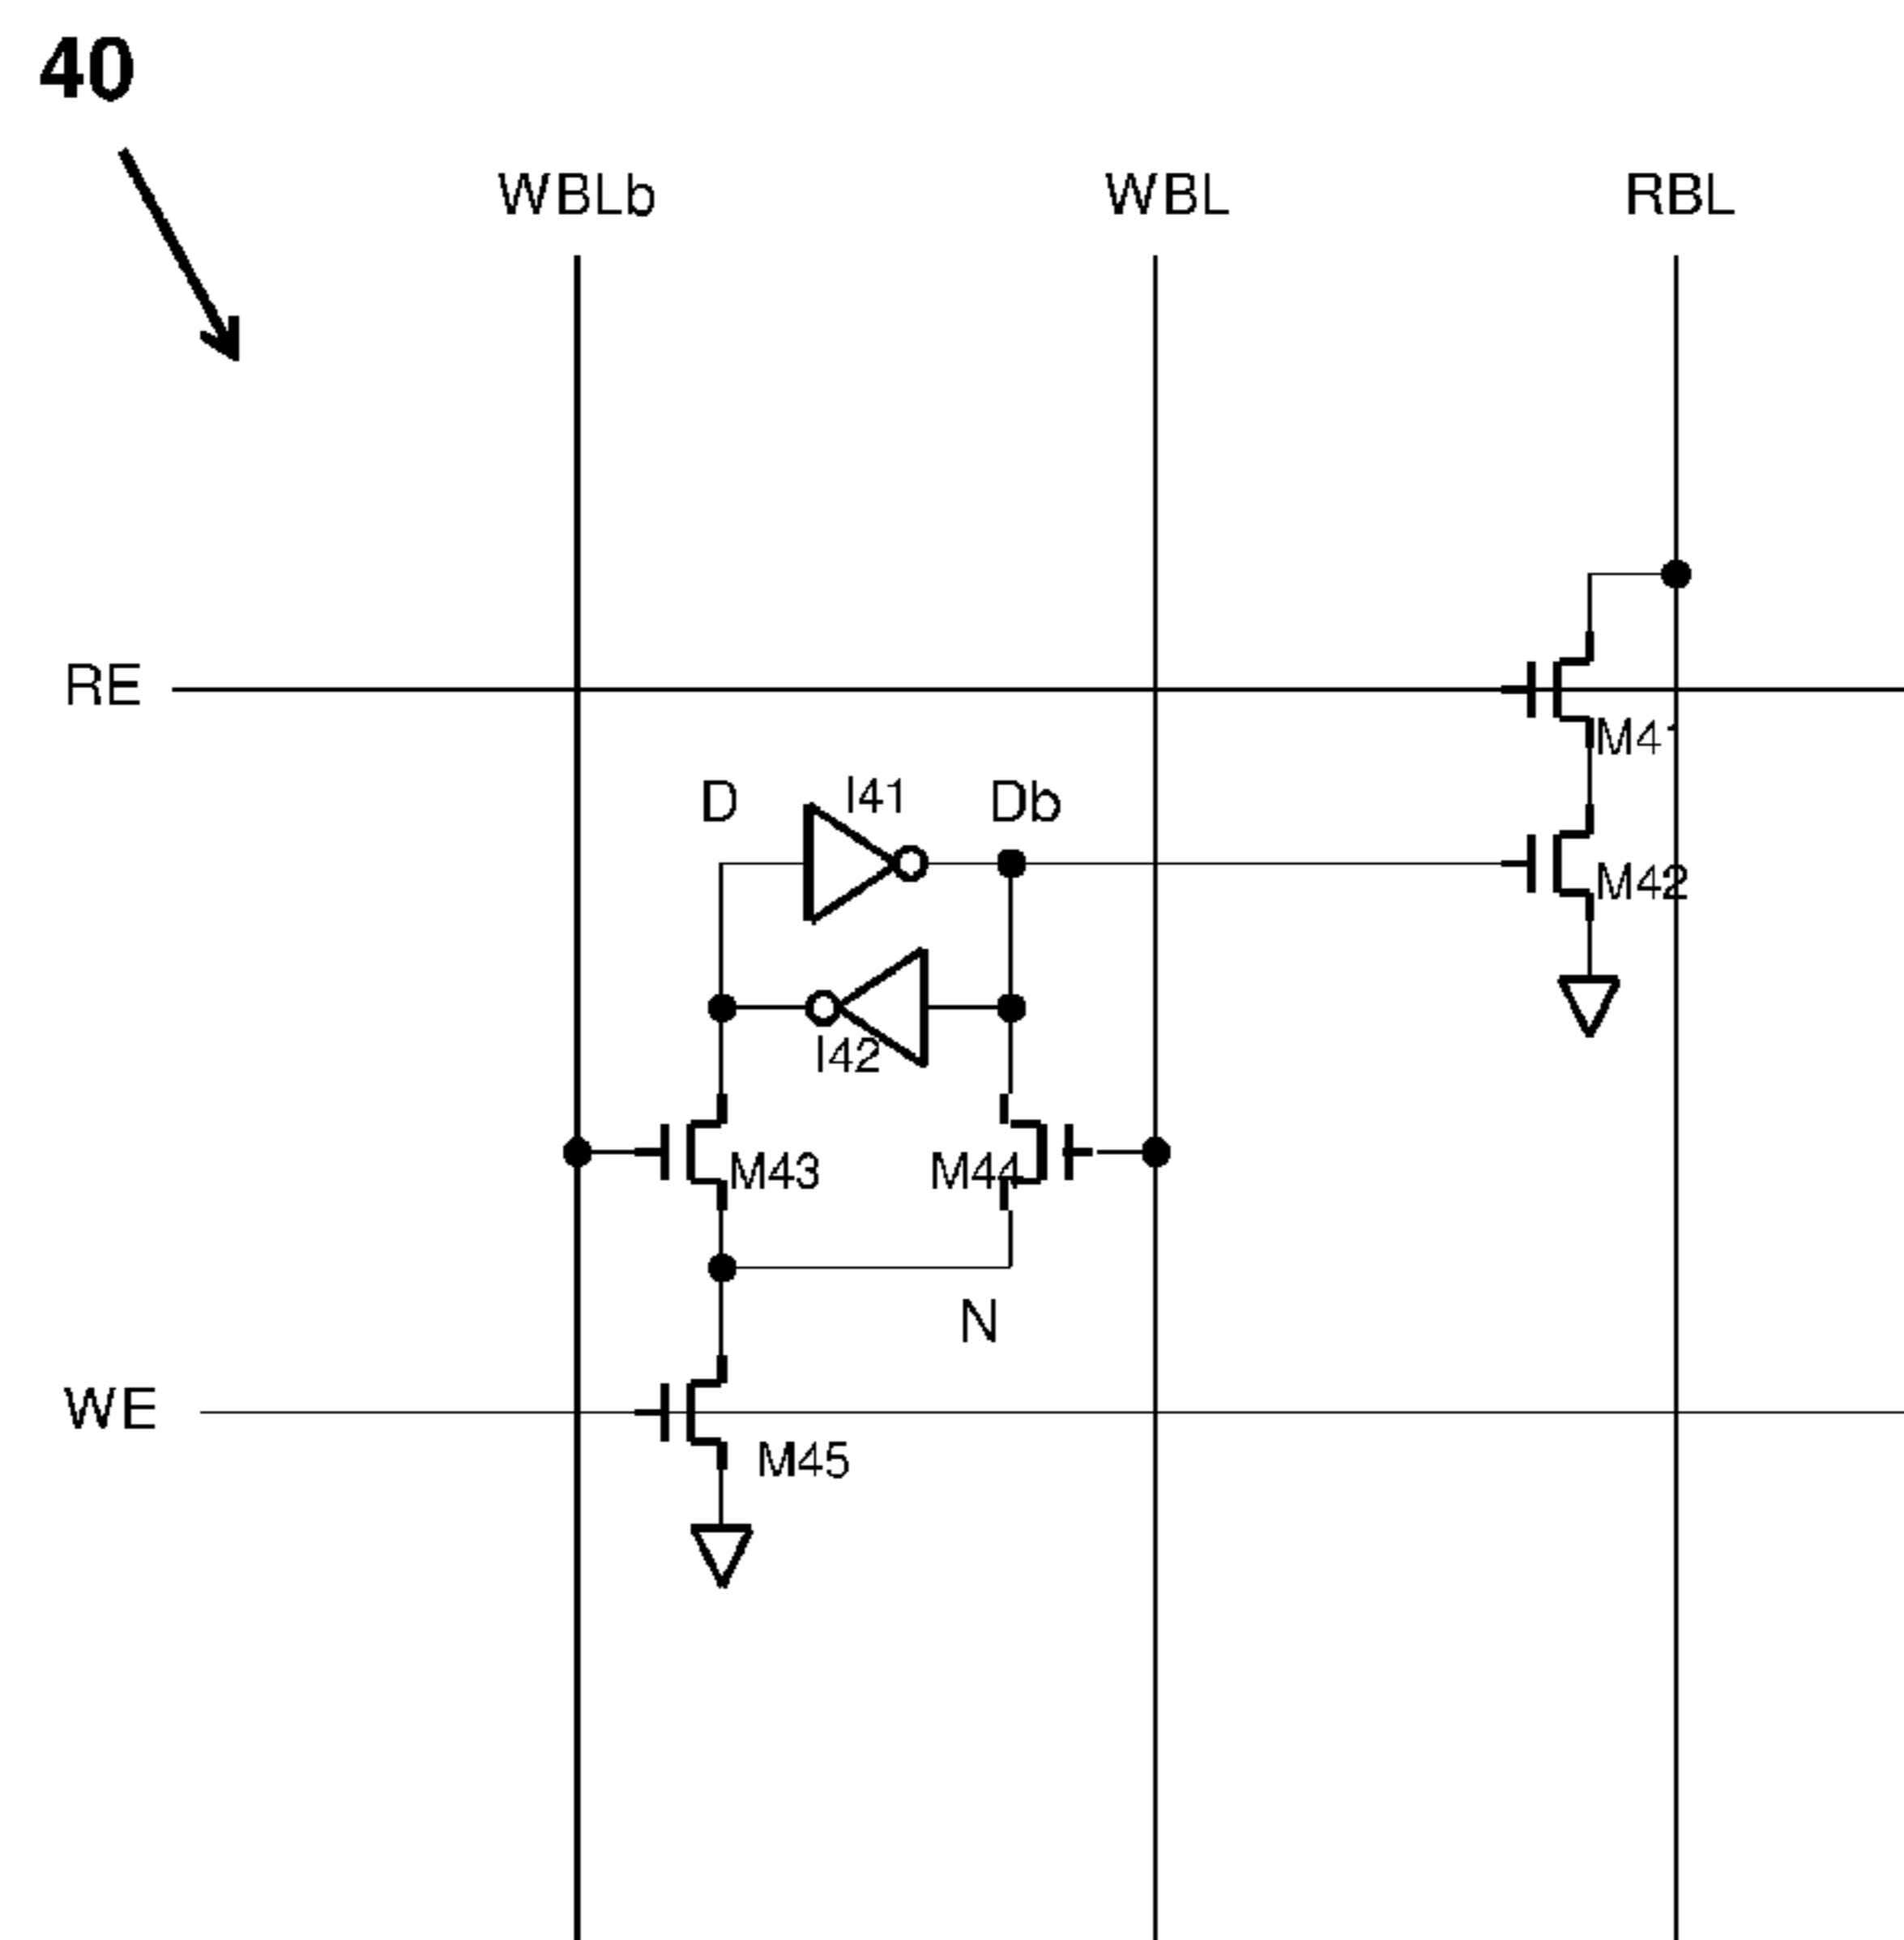 40
WBLb WBL RBL
RE
M41
D I41 Db
M42
I42
M43 M44
N
WE
M45